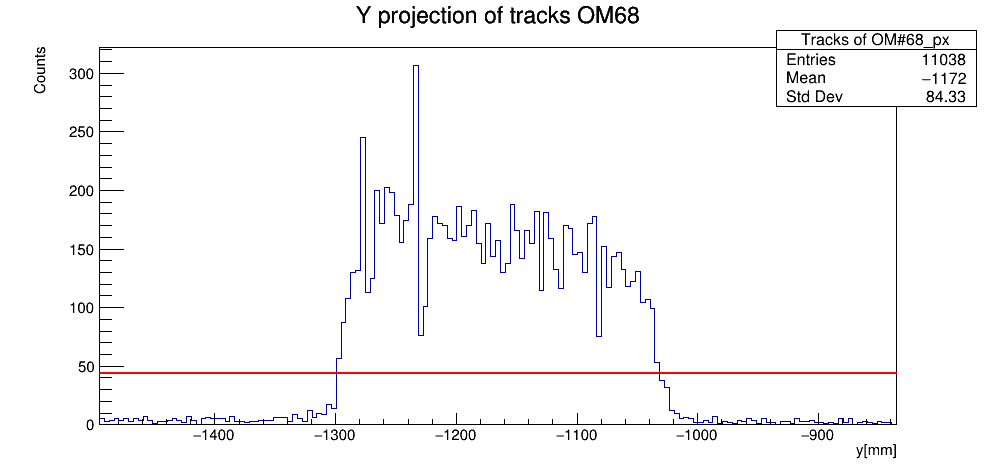 Y projection of tracks OM68
Tracks of OM#68_px
Entries 11038
Mean −1172
Std Dev 84.33
Counts
300
250
200
150
100
50
0
−1400 −1300 −1200 −1100 −1000 −900
y[mm]